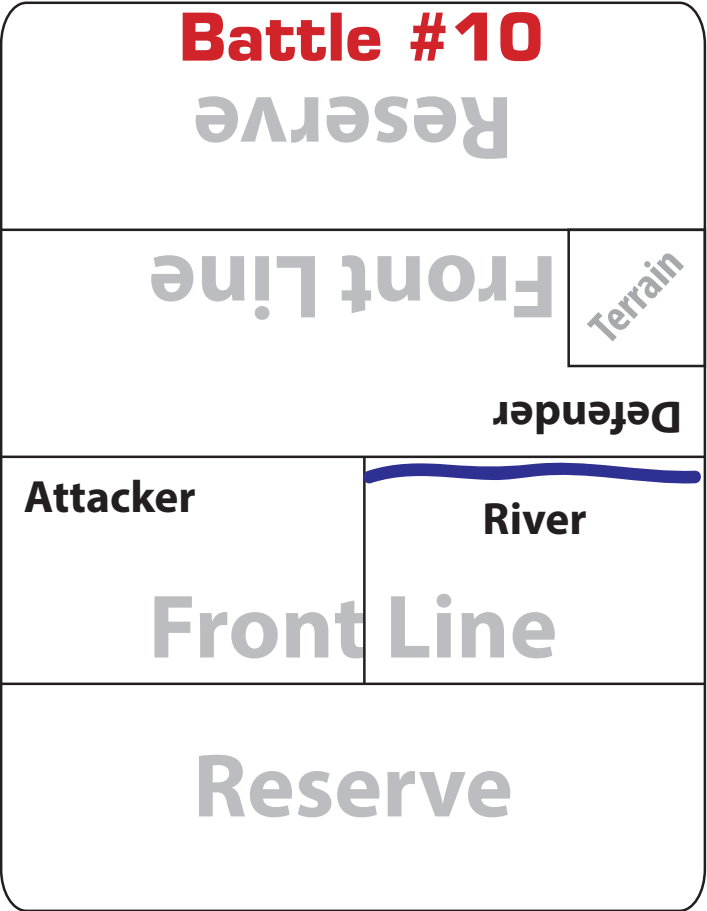 Battle #10
Reserve
Front Line
Terrain
Defender
Attacker
River
Front Line
Reserve